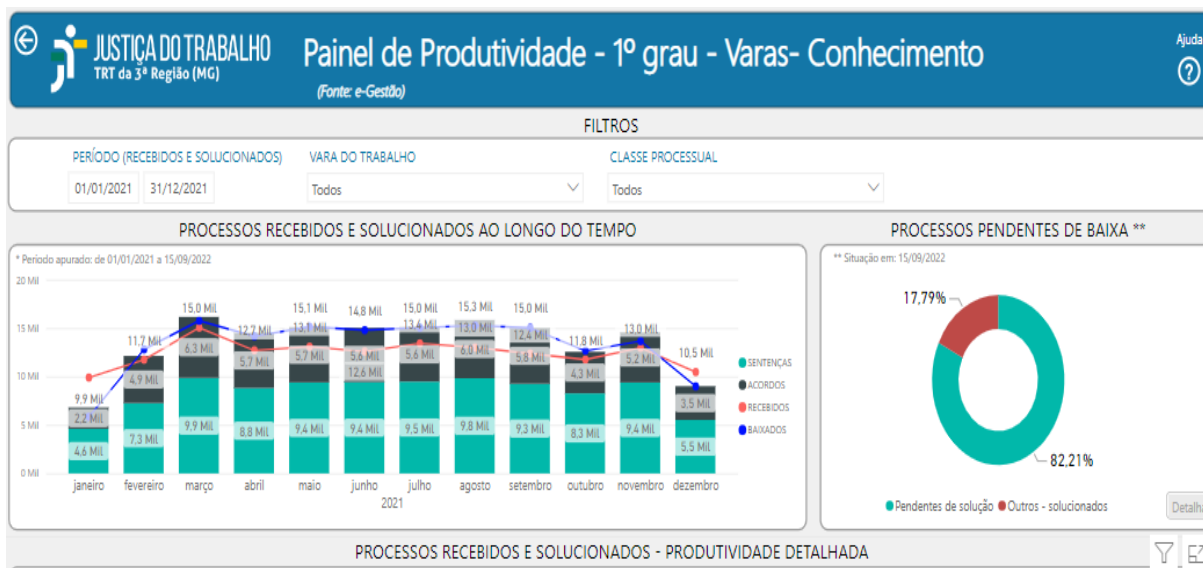 JUSTIÇA DO TRABALHO
TRT da 3ª Região (MG)
Painel de Produtividade - 1º grau - Varas- Conhecimento
(Fonte: e-Gestão)
Ajuda
FILTROS
PERÍODO (RECEBIDOS E SOLUCIONADOS)
01/01/2021 31/12/2021
VARA DO TRABALHO
Todos
CLASSE PROCESSUAL
Todos
PROCESSOS RECEBIDOS E SOLUCIONADOS AO LONGO DO TEMPO
* Período apurado: de 01/01/2021 a 15/09/2022
20 Mil
15 Mil
10 Mil
5 Mil
0 Mil
9,9 Mil 11,7 Mil 15,0 Mil 12,7 Mil 15,1 Mil 14,8 Mil 15,0 Mil 15,3 Mil 15,0 Mil 11,8 Mil 13,0 Mil 10,5 Mil
13,1 Mil 12,6 Mil 13,4 Mil 13,0 Mil 12,4 Mil
2,2 Mil 4,9 Mil 6,3 Mil 5,7 Mil 5,7 Mil 5,6 Mil 5,6 Mil 6,0 Mil 5,8 Mil 4,3 Mil 5,2 Mil 3,5 Mil
4,6 Mil 7,3 Mil 9,9 Mil 8,8 Mil 9,4 Mil 9,4 Mil 9,5 Mil 9,8 Mil 9,3 Mil 8,3 Mil 9,4 Mil 5,5 Mil
janeiro fevereiro março abril maio junho julho agosto setembro outubro novembro dezembro
2021
SENTENÇAS
ACORDOS
RECEBIDOS
BAIXADOS
PROCESSOS PENDENTES DE BAIXA **
** Situação em: 15/09/2022
17,79%
82,21%
Pendentes de solução Outros - solucionados
Detalha
PROCESSOS RECEBIDOS E SOLUCIONADOS - PRODUTIVIDADE DETALHADA